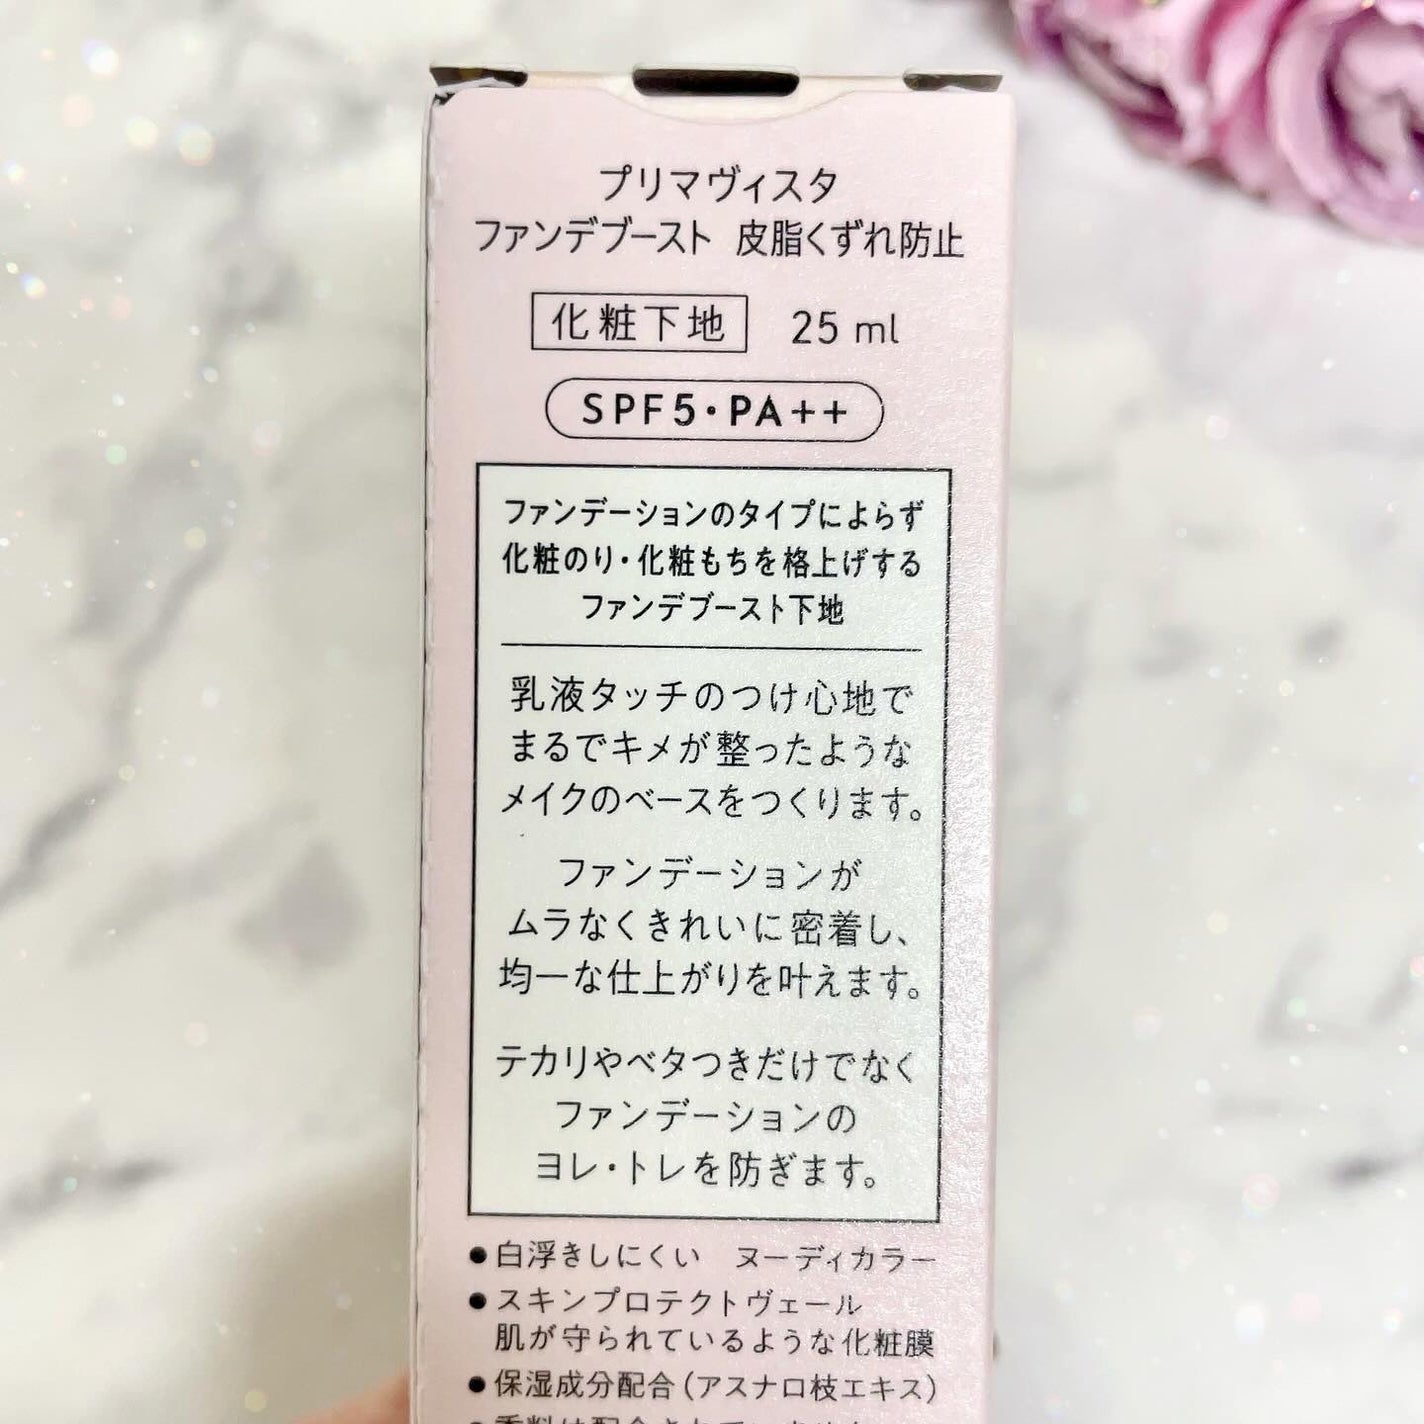 プリマヴィスタ
ファンデブースト 皮脂くずれ防止
化粧下地 25 ml
SPF5・PA++
ファンデーションのタイプによらず
化粧のり・化粧もちを格上げする
ファンデブースト下地
乳液タッチのつけ心地で
まるでキメが整ったような
メイクのベースをつくります。
ファンデーションが
ムラなくきれいに密着し、
均一な仕上がりを叶えます。
テカリやベタつきだけでなく
ファンデーションの
ヨレ・トレを防ぎます。
●白浮きしにくい ヌーディカラー
●スキンプロテクトヴェール
肌が守られているような化粧膜
●保湿成分配合(アスナロ枝エキス)